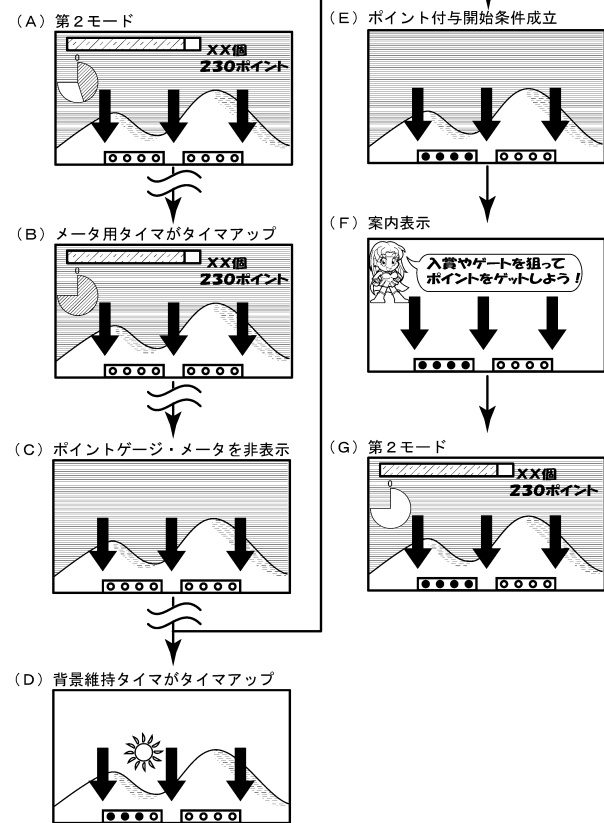 (A) 第2モード
0
XX個
230ポイント
(B) メータ用タイマがタイマアップ
0
XX個
230ポイント
(C) ポイントゲージ・メータを非表示
(D) 背景維持タイマがタイマアップ
(E) ポイント付与開始条件成立
(F) 案内表示
入賞やゲートを狙って
ポイントをゲットしよう!
(G) 第2モード
0
XX個
230ポイント